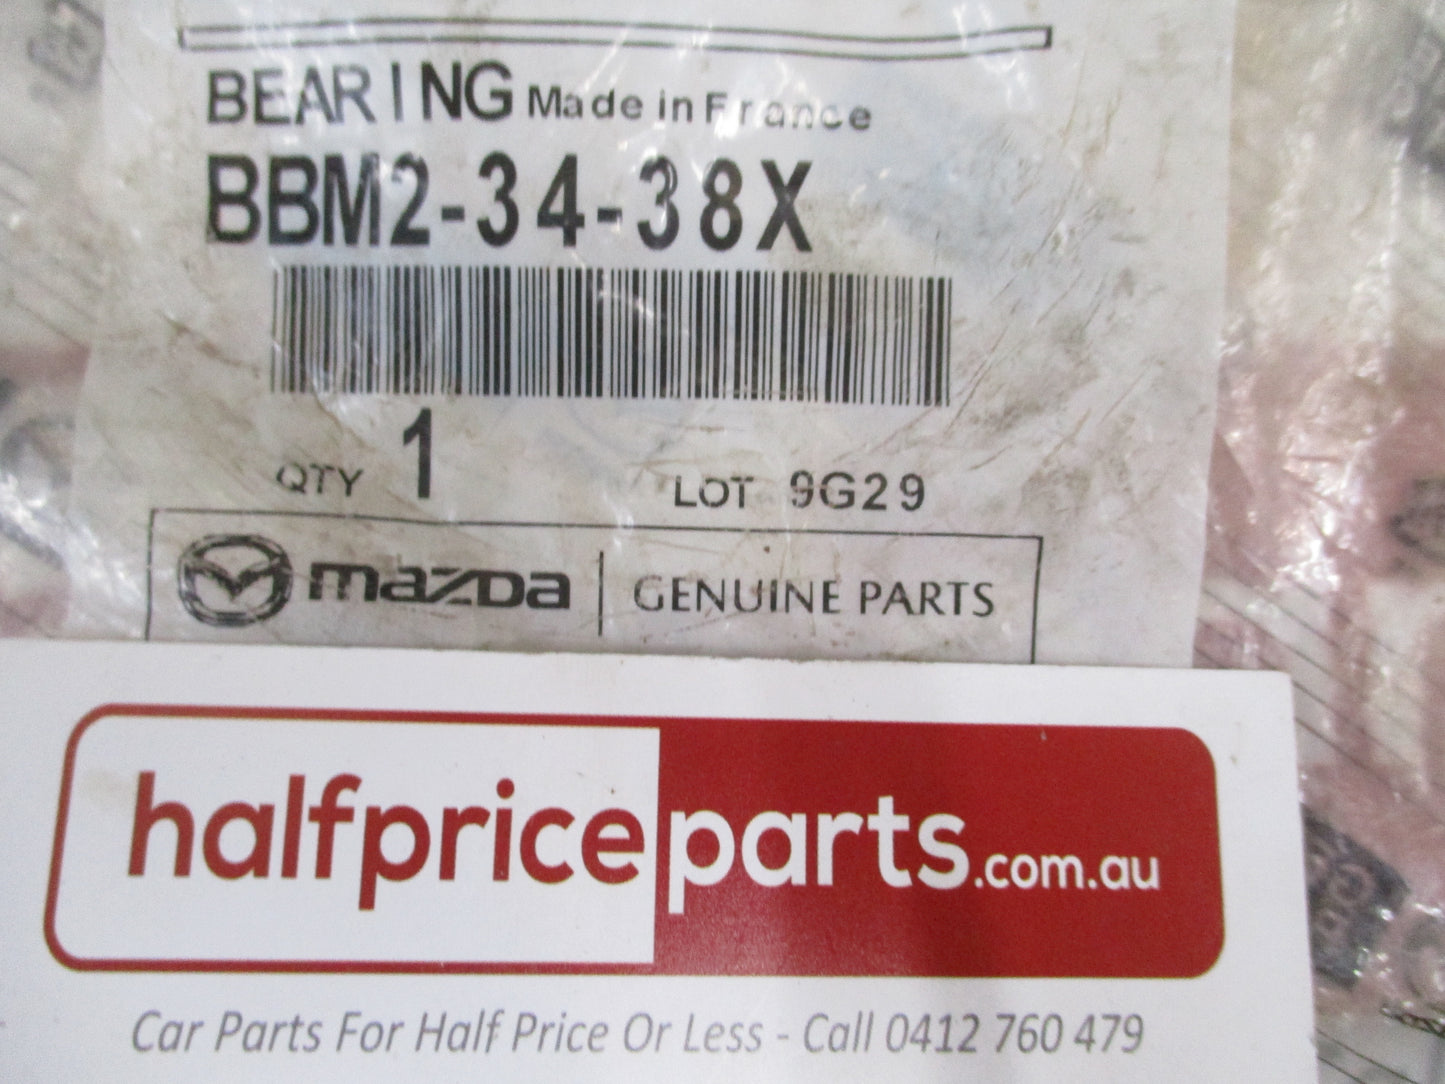 BEARING Made in France
BBM2-34-38X
QTY 1 LOT 9G29
mazda | GENUINE PARTS
halfpriceparts.com.au
Car Parts For Half Price Or Less - Call 0412 760 479